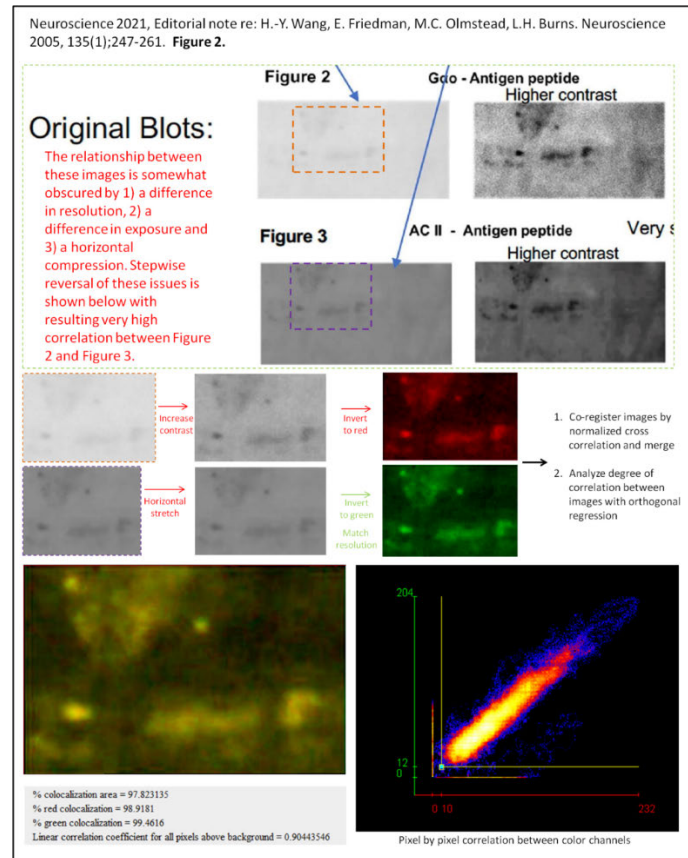 Neuroscience 2021, Editorial note re: H.-Y. Wang, E. Friedman, M.C. Olmstead, L.H. Burns. Neuroscience
2005, 135(1);247-261. Figure 2.
Figure 2
Gαo - Antigen peptide
Higher contrast
Original Blots:
The relationship between
these images is somewhat
obscured by 1) a difference
in resolution, 2) a
difference in exposure and
3) a horizontal
compression. Stepwise
reversal of these issues is
shown below with
resulting very high
correlation between Figure
2 and Figure 3.
Figure 3
AC II - Antigen peptide
Very s
Higher contrast
Increase
contrast
Invert
to red
Horizontal
stretch
Invert
to green
Match
resolution
1. Co-register images by
normalized cross
correlation and merge
2. Analyze degree of
correlation between
images with orthogonal
regression
204
12
0
0 10
232
% colocalization area = 97.823135
% red colocalization = 98.9181
% green colocalization = 99.4616
Linear correlation coefficient for all pixels above background = 0.90443546
Pixel by pixel correlation between color channels